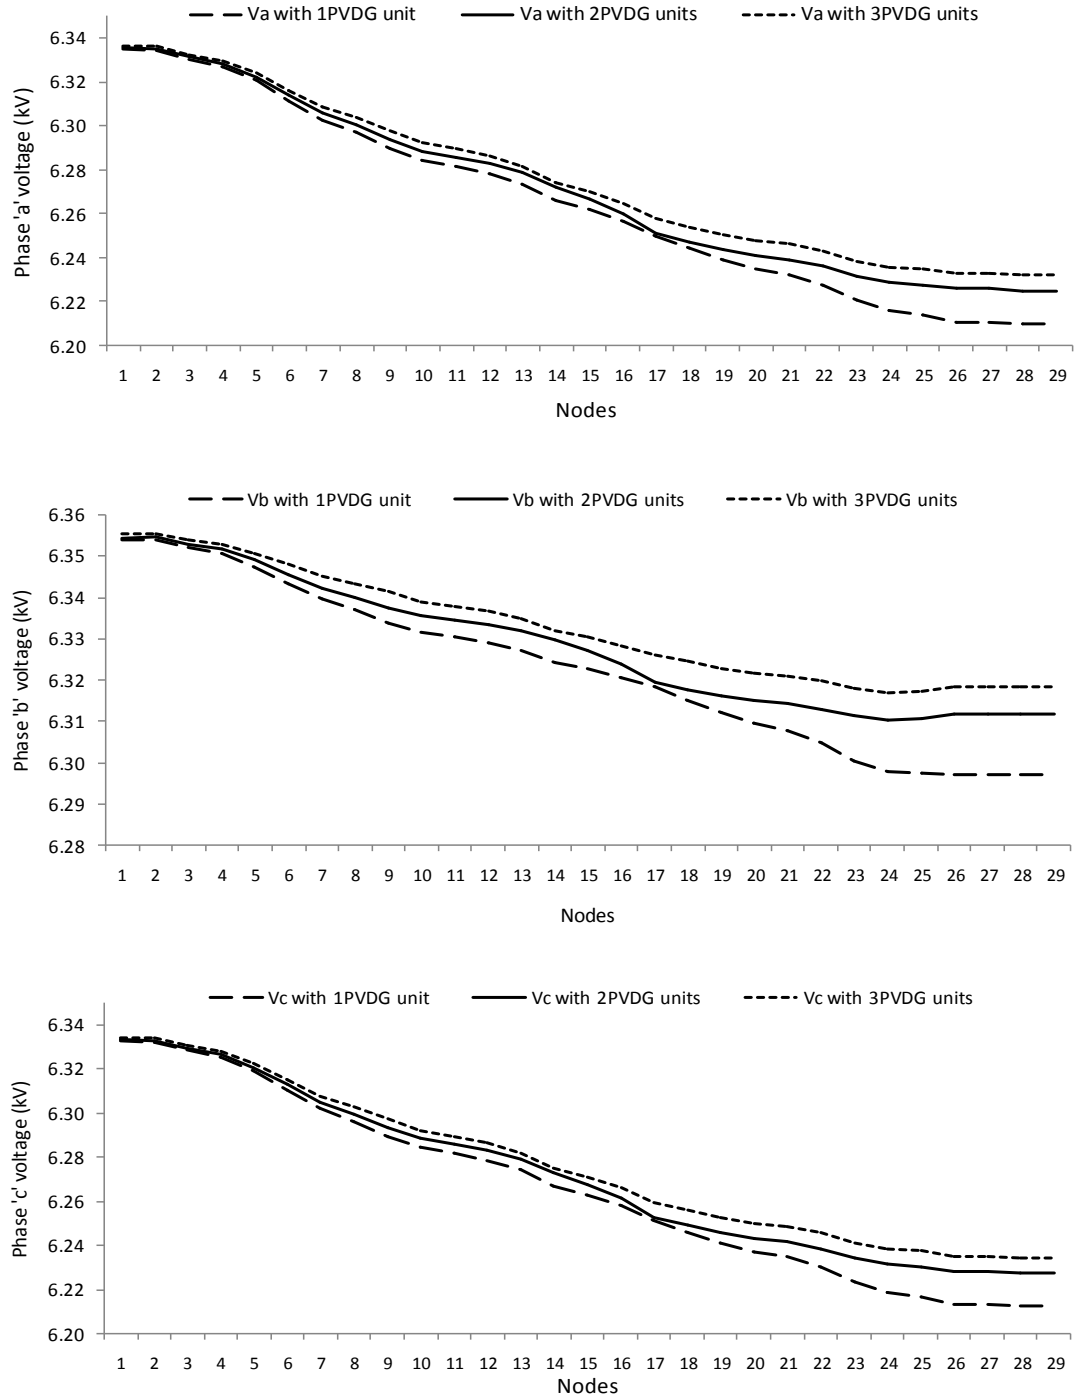 Va with 1PVDG unit Va with 2PVDG units Va with 3PVDG units
6.34
6.32
6.30
6.28
6.26
6.24
6.22
6.20
Phase 'a' voltage (kV)
1 2 3 4 5 6 7 8 9 10 11 12 13 14 15 16 17 18 19 20 21 22 23 24 25 26 27 28 29
Nodes
Vb with 1PVDG unit Vb with 2PVDG units Vb with 3PVDG units
6.36
6.35
6.34
6.33
6.32
6.31
6.30
6.29
6.28
Phase 'b' voltage (kV)
1 2 3 4 5 6 7 8 9 10 11 12 13 14 15 16 17 18 19 20 21 22 23 24 25 26 27 28 29
Nodes
Vc with 1PVDG unit Vc with 2PVDG units Vc with 3PVDG units
6.34
6.32
6.30
6.28
6.26
6.24
6.22
6.20
Phase 'c' voltage (kV)
1 2 3 4 5 6 7 8 9 10 11 12 13 14 15 16 17 18 19 20 21 22 23 24 25 26 27 28 29
Nodes